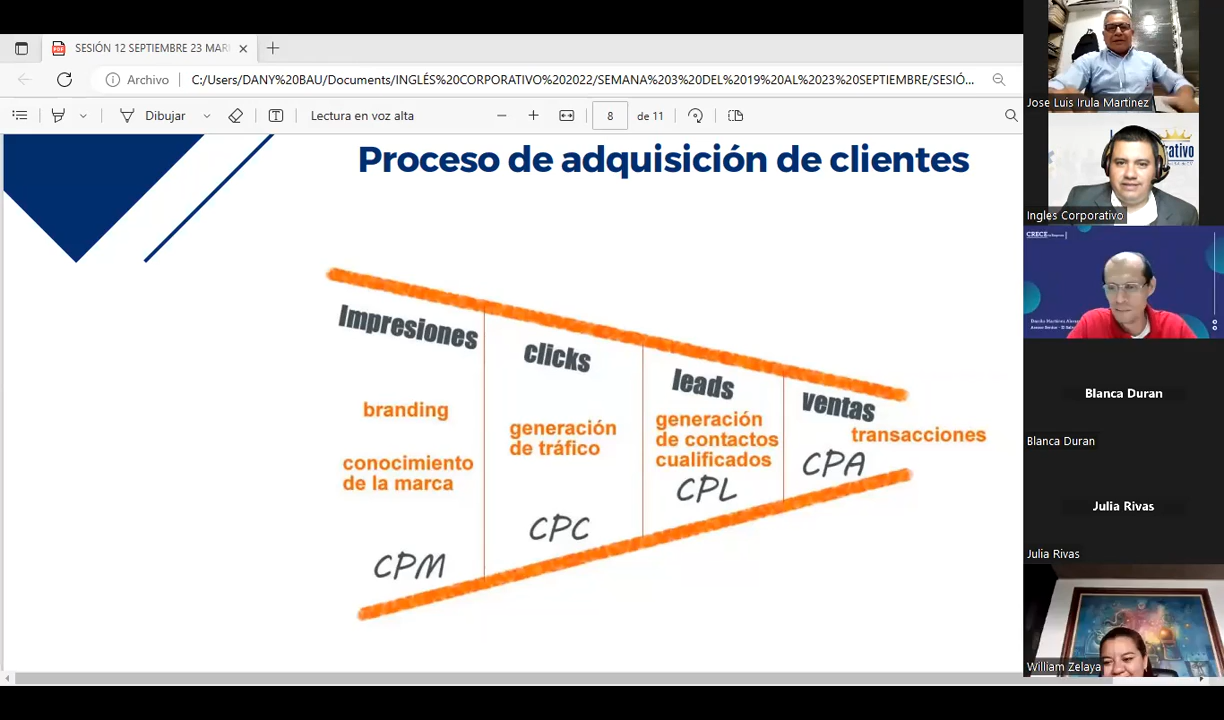 SESIÓN 12 SEPTIEMBRE 23 MAR
Archivo
C:/Users/DANY%20BAU/Documents/INGLÉS%20CORPORATIVO%202022/SEMANA%203%20DEL%2019%20AL%2023%20SEPTIEMBRE/SESIÓ...
Dibujar
Lectura en voz alta
8
de 11
Proceso de adquisición de clientes
Impresiones
branding
conocimiento
de la marca
CPM
clicks
generación
de tráfico
CPC
leads
generación
de contactos
cualificados
CPL
ventas
transacciones
CPA
Jose Luis Irula Martinez
Inglés Corporativo
CRECE
Blanca Duran
Blanca Duran
Julia Rivas
Julia Rivas
William Zelaya